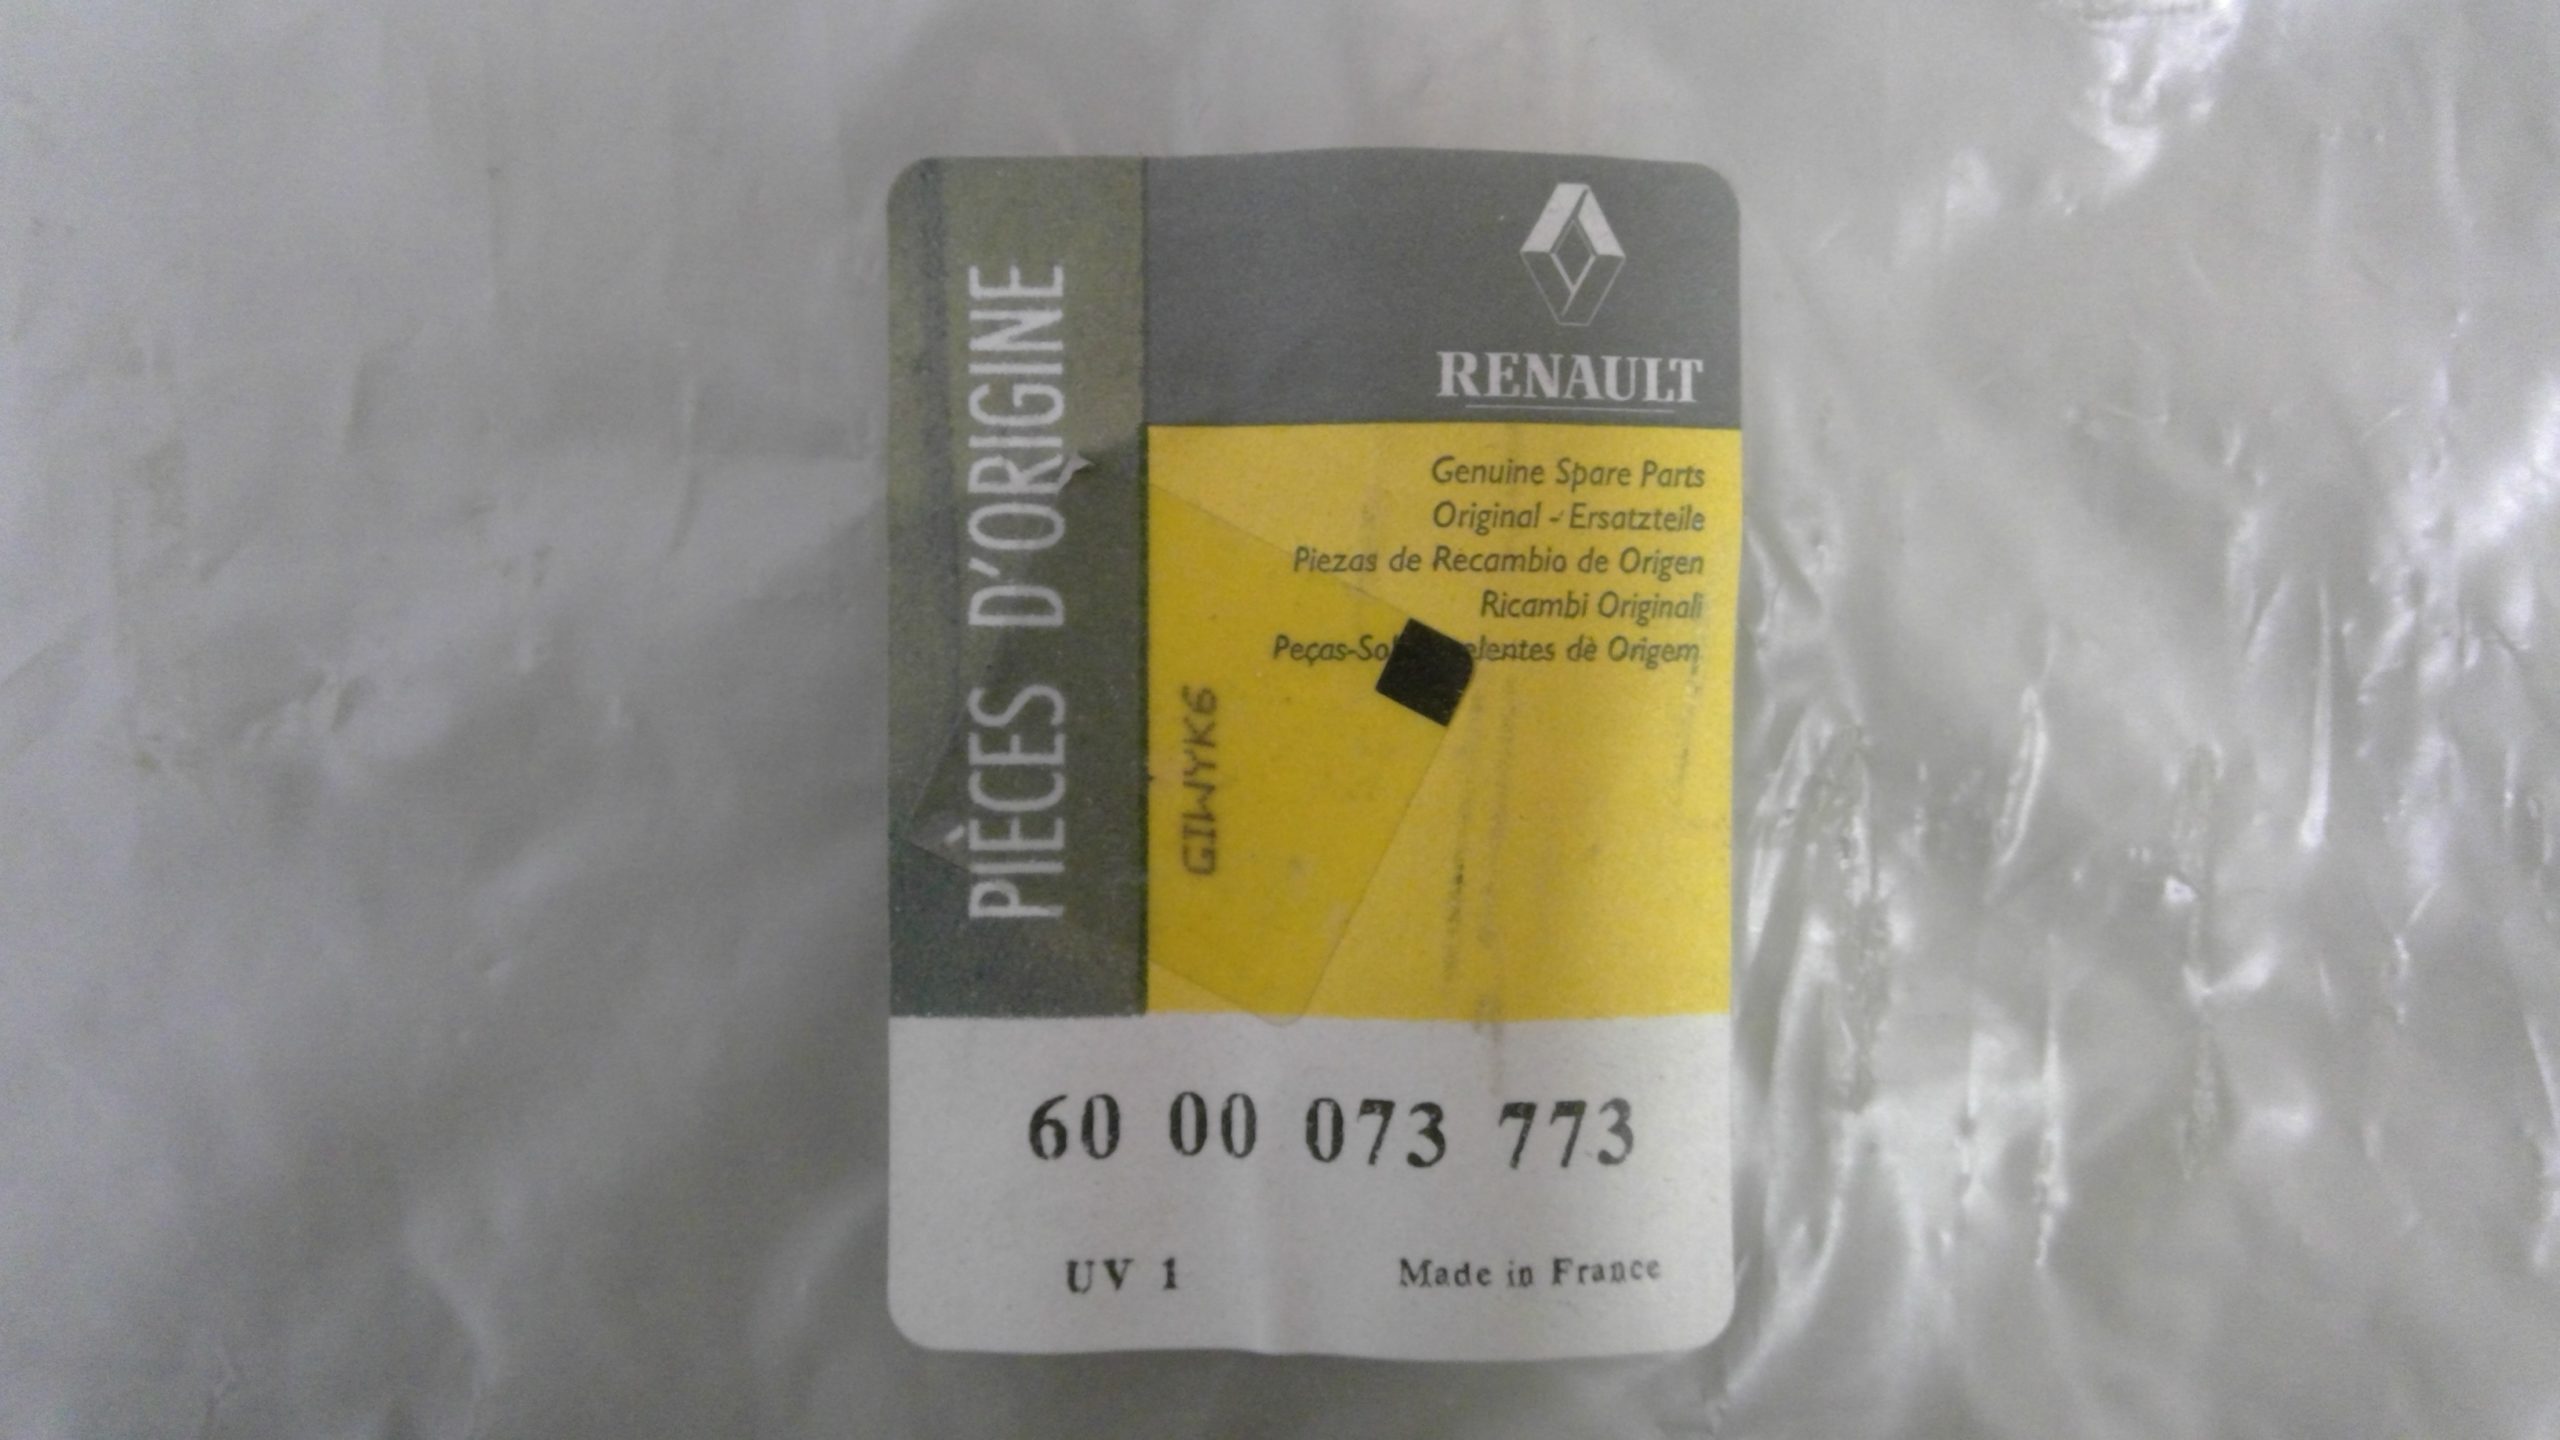 PIÈCES D'ORIGINE
RENAULT
Genuine Spare Parts
Original - Ersatzteile
Piezas de Recambio de Origen
Ricambi Originali
de Origem
GIWYK6
60 00 073 773
UV 1
Made in France